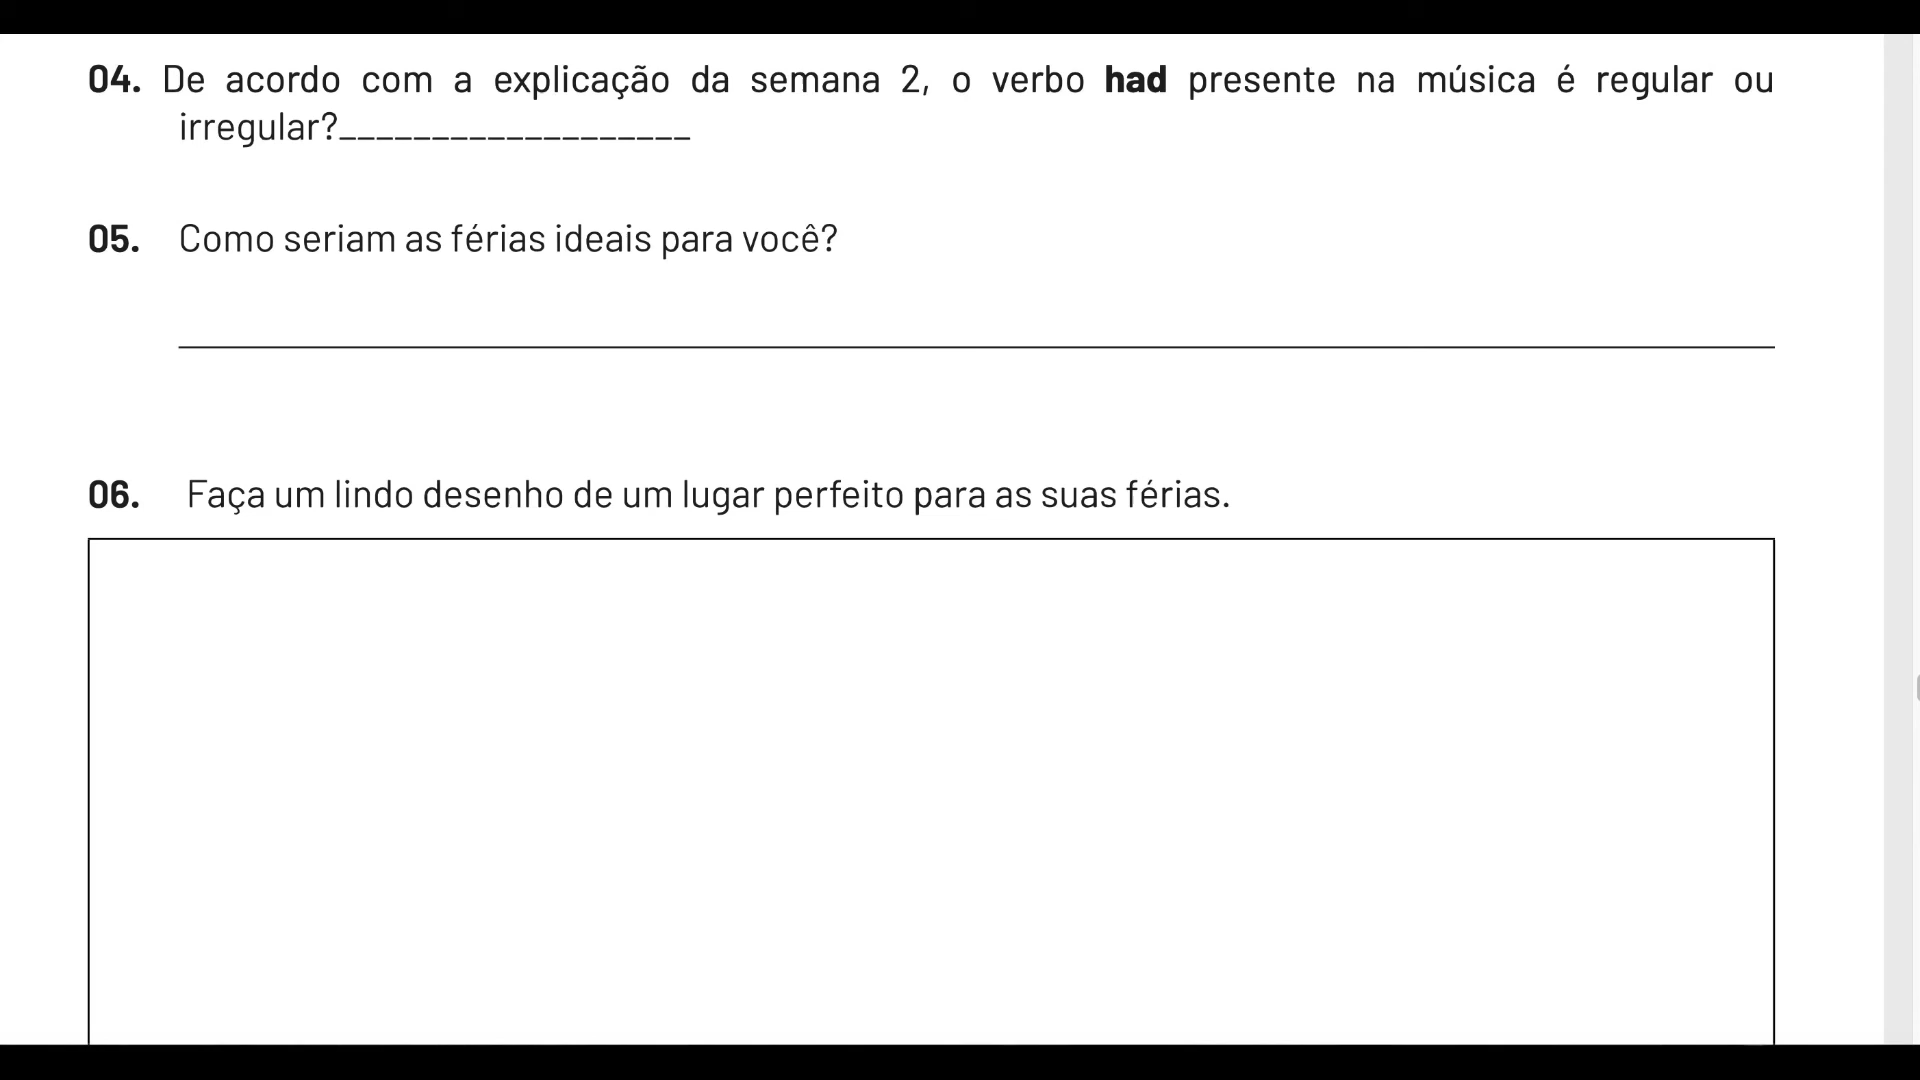 04. De acordo com a explicação da semana 2, o verbo had presente na música é regular ou
irregular?___________________
05. Como seriam as férias ideais para você?
06. Faça um lindo desenho de um lugar perfeito para as suas férias.